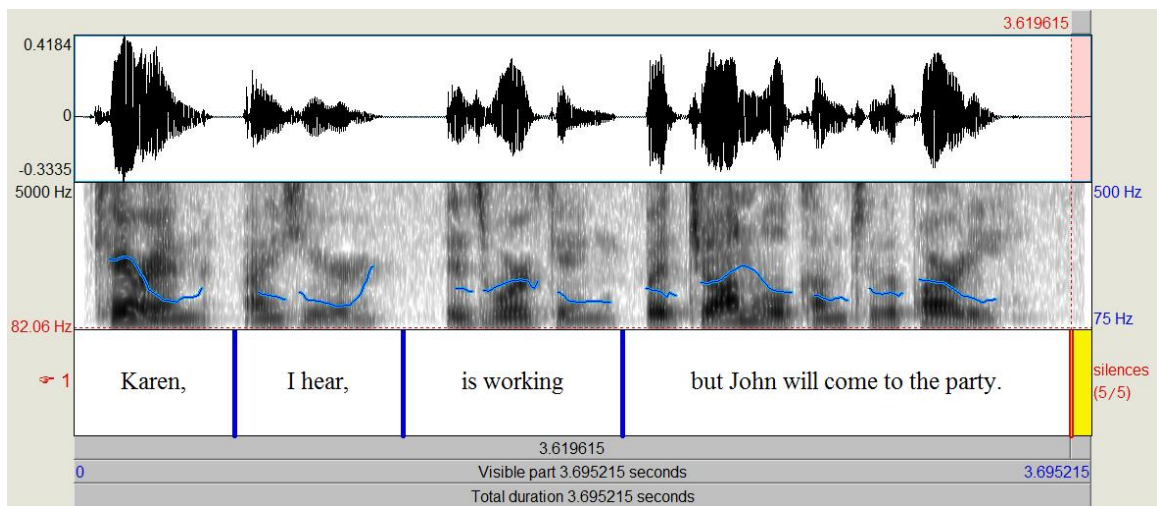 3.619615
0.4184
0
-0.3335
5000 Hz
500 Hz
82.06 Hz
75 Hz
☞ 1
Karen,
I hear,
is working
but John will come to the party.
silences
(5/5)
3.619615
0
Visible part 3.695215 seconds
3.695215
Total duration 3.695215 seconds